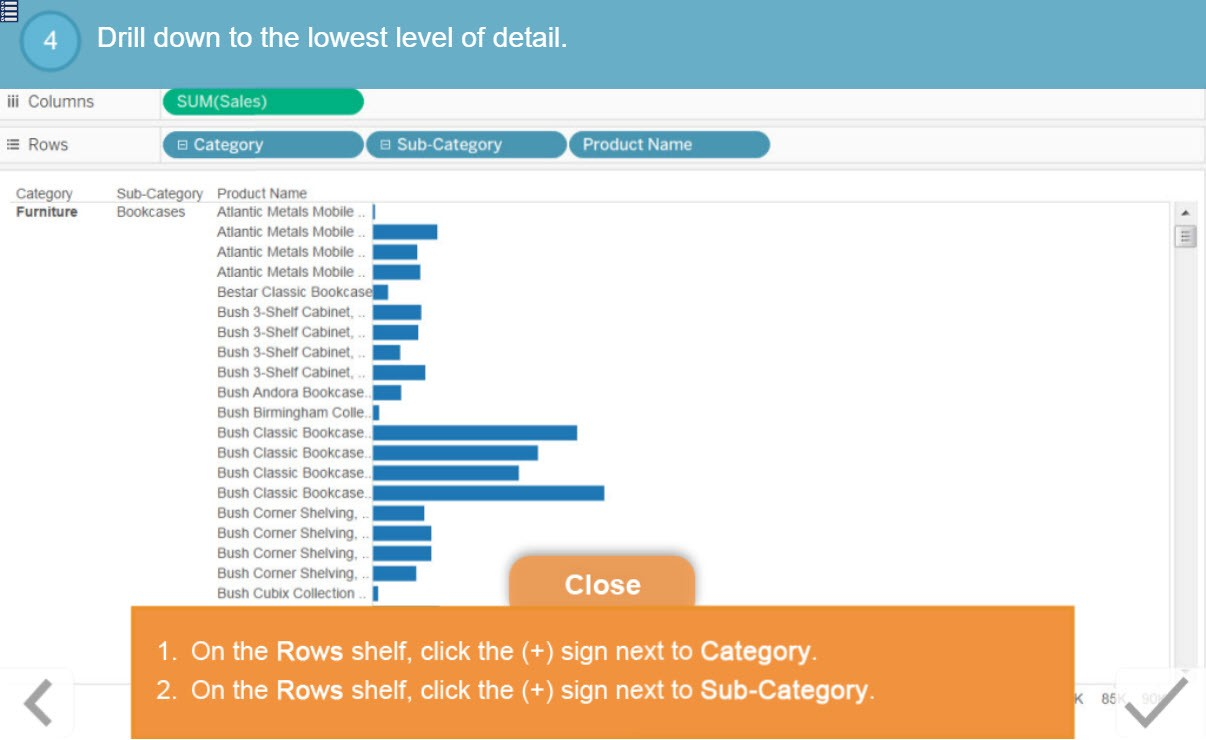 4 Drill down to the lowest level of detail.
iii Columns SUM(Sales)
Rows Category Sub-Category Product Name
Category Sub-Category Product Name
Furniture Bookcases Atlantic Metals Mobile ..
Atlantic Metals Mobile ..
Atlantic Metals Mobile ..
Atlantic Metals Mobile ..
Bestar Classic Bookcase
Bush 3-Shelf Cabinet, ..
Bush 3-Shelf Cabinet, ..
Bush 3-Shelf Cabinet, ..
Bush 3-Shelf Cabinet, ..
Bush Andora Bookcase..
Bush Birmingham Colle..
Bush Classic Bookcase..
Bush Classic Bookcase..
Bush Classic Bookcase..
Bush Classic Bookcase..
Bush Corner Shelving, ..
Bush Corner Shelving, ..
Bush Corner Shelving, ..
Bush Corner Shelving, ..
Bush Cubix Collection ..
Close
1. On the Rows shelf, click the (+) sign next to Category.
2. On the Rows shelf, click the (+) sign next to Sub-Category.
K 85K 90K